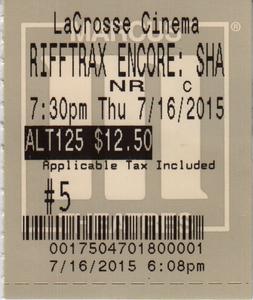 LaCrosse Cinema
MARCUS
RIFFTRAX ENCORE: SHA
NR C
7:30pm Thu 7/16/2015
ALT125 $12.50
Applicable Tax Included
#5
0017504701800001
7/16/2015 6:08pm